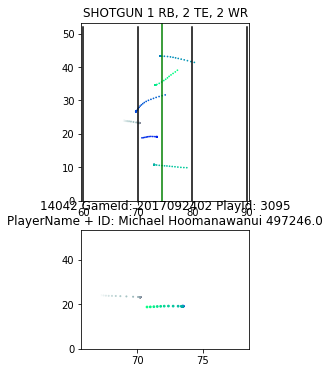 SHOTGUN 1 RB, 2 TE, 2 WR
50
40
30
20
10
0
60 70 80 90
14042 GameId: 2017092402 PlayId: 3095
PlayerName + ID: Michael Hoomanawanui 497246.0
40
20
0
70 75